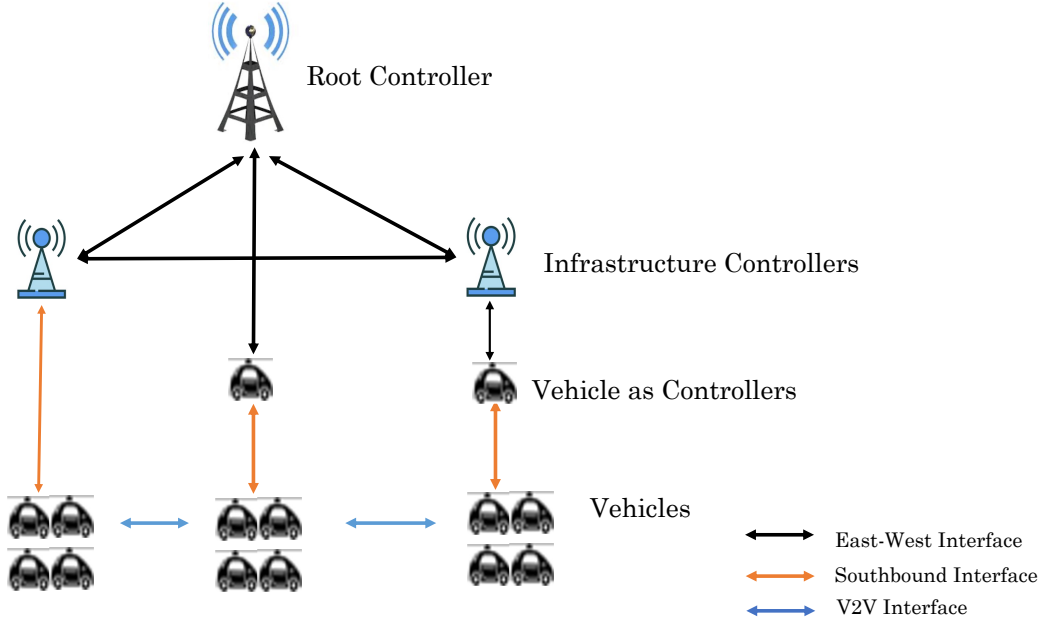 Root Controller
Infrastructure Controllers
Vehicle as Controllers
Vehicles
East-West Interface
Southbound Interface
V2V Interface